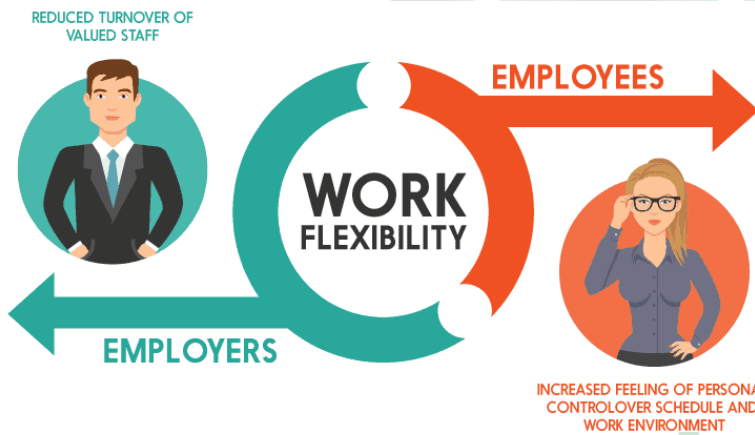 REDUCED TURNOVER OF
VALUED STAFF
EMPLOYEES
WORK
FLEXIBILITY
EMPLOYERS
INCREASED FEELING OF PERSONA
CONTROLOVER SCHEDULE AND
WORK ENVIRONMENT